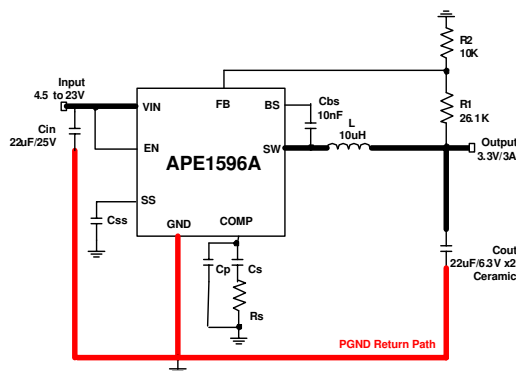 R2
10K
Input
4.5 to 23V
VIN
FB
BS
Cbs
10nF
R1
26.1K
Cin
22uF/25V
EN
APE1596A
SW
L
10uH
Output
3.3V/3A
SS
Css
GND
COMP
Cp
Cs
Rs
Cout
22uF/6.3V x2
Ceramic
PGND Return Path